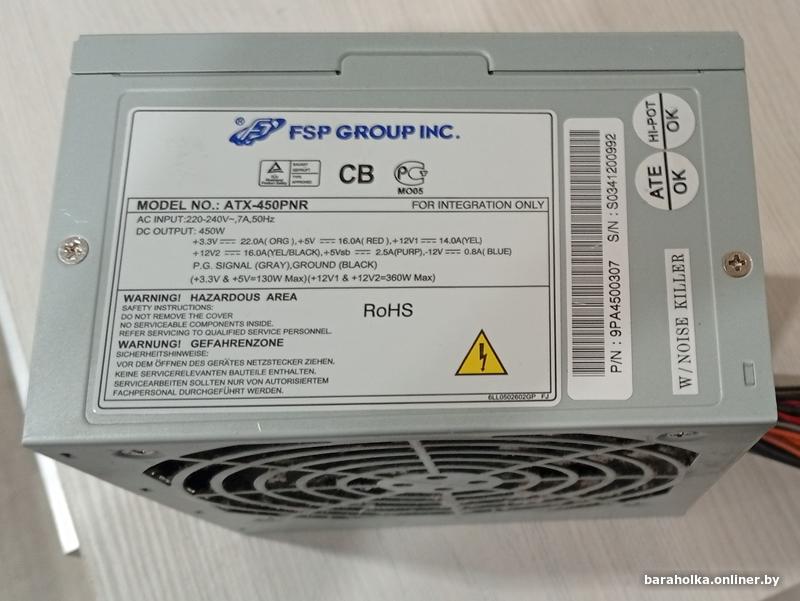 FSP GROUP INC.
CB
MO05
MODEL NO.: ATX-450PNR FOR INTEGRATION ONLY
AC INPUT:220-240V~,7A,50Hz
DC OUTPUT: 450W
+3.3V ⎓ 22.0A( ORG ),+5V ⎓ 16.0A( RED ),+12V1 ⎓ 14.0A(YEL)
+12V2 ⎓ 16.0A(YEL/BLACK),+5Vsb ⎓ 2.5A(PURP),-12V ⎓ 0.8A( BLUE)
P.G. SIGNAL (GRAY),GROUND (BLACK)
(+3.3V & +5V=130W Max)(+12V1 & +12V2=360W Max)
WARNING! HAZARDOUS AREA
SAFETY INSTRUCTIONS:
DO NOT REMOVE THE COVER
NO SERVICEABLE COMPONENTS INSIDE.
REFER SERVICING TO QUALIFIED SERVICE PERSONNEL.
RoHS
WARNUNG! GEFAHRENZONE
SICHERHEITSHINWEISE:
VOR DEM ÖFFNEN DES GERÄTES NETZSTECKER ZIEHEN.
KEINE SERVICERELEVANTEN BAUTEILE ENTHALTEN.
SERVICEARBEITEN SOLLTEN NUR VON AUTORISIERTEM
FACHPERSONAL DURCHGEFÜHRT WERDEN.
6LL0502602GP FJ
P/N : 9PA4500307 S/N : S0341200992
HI-POT
OK
ATE
OK
W/NOISE KILLER
baraholka.onliner.by